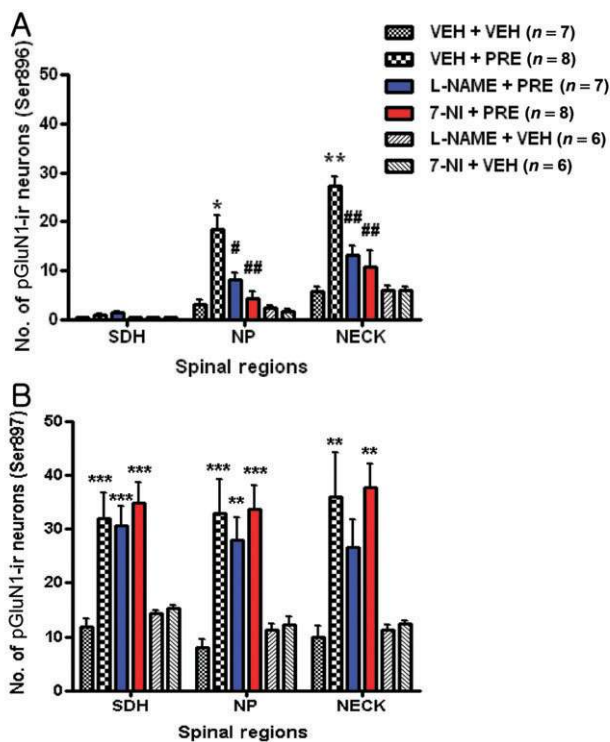 A
No. of pGluN1-ir neurons (Ser896)
50
40
30
20
10
0
VEH + VEH (n = 7)
VEH + PRE (n = 8)
L-NAME + PRE (n = 7)
7-NI + PRE (n = 8)
L-NAME + VEH (n = 6)
7-NI + VEH (n = 6)
* # ##
** ## ##
SDH NP NECK
Spinal regions
B
No. of pGluN1-ir neurons (Ser897)
50
40
30
20
10
0
*** *** ***
*** ** ***
** **
SDH NP NECK
Spinal regions